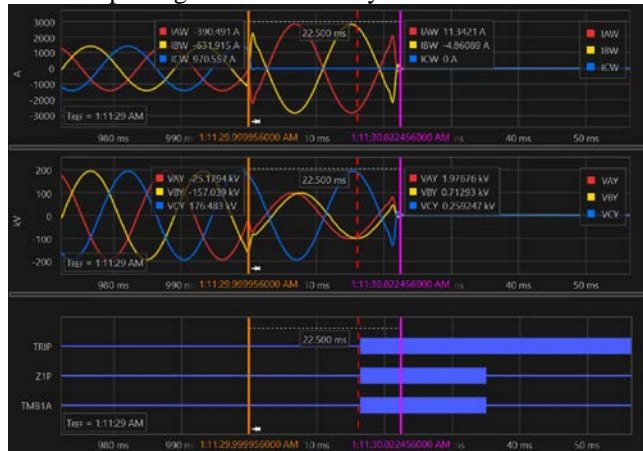 3000
2000
1000
0
-1000
-2000
-3000
A
IAW -390.491 A
IBW -631.915 A
ICW 970.557 A
22.500 ms
IAW 11.3421 A
IBW -4.86089 A
ICW 0 A
IAW
IBW
ICW
TREF = 1:11:29 AM
980 ms 990 1:11:29.999956000 AM 10 ms 1:11:30.022456000 AM 40 ms 50 ms
200
100
0
-100
-200
kV
VAY -25.1794 kV
VBY -157.039 kV
VCY 176.483 kV
22.500 ms
VAY 1.97676 kV
VBY 0.71293 kV
VCY 0.259247 kV
VAY
VBY
VCY
TREF = 1:11:29 AM
980 ms 990 1:11:29.999956000 AM 10 ms 1:11:30.022456000 AM 40 ms 50 ms
22.500 ms
TRIP
Z1P
TMB1A
TREF = 1:11:29 AM
980 ms 990 m 1:11:29.999956000 AM 10 ms 1:11:30.022456000 AM ms 40 ms 50 ms